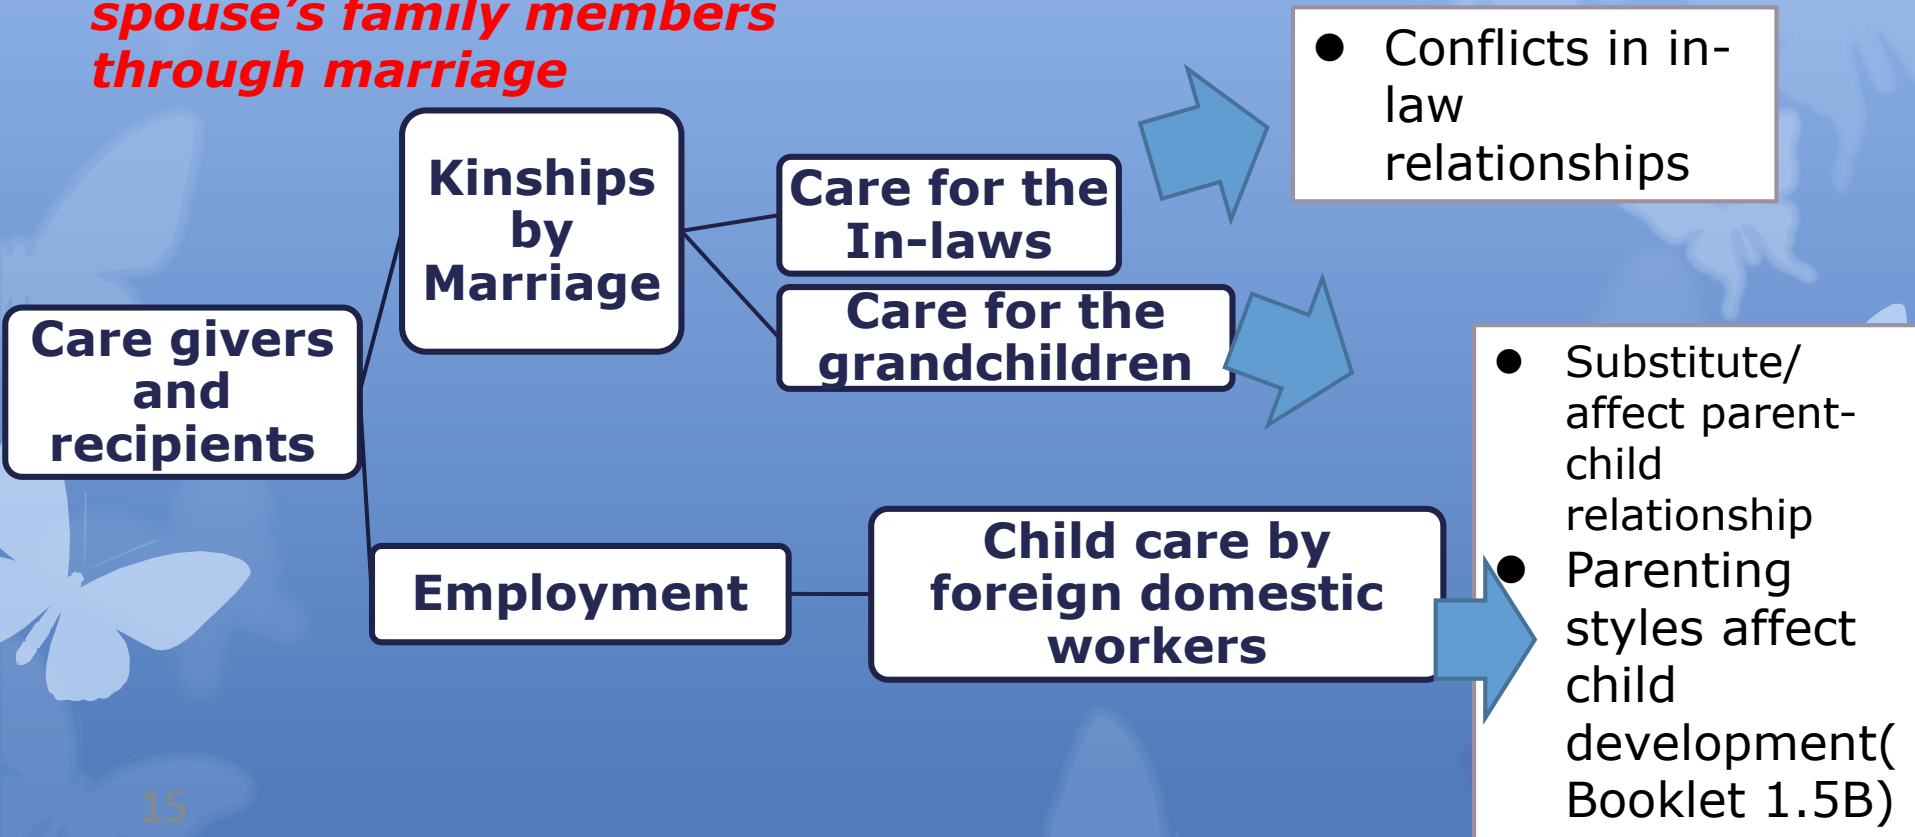 spouse’s family members
through marriage
● Conflicts in in-
law
relationships
Kinships
by
Marriage
Care for the
In-laws
Care for the
grandchildren
Care givers
and
recipients
● Substitute/
affect parent-
child
relationship
● Parenting
styles affect
child
development(
Booklet 1.5B)
Employment
Child care by
foreign domestic
workers
15